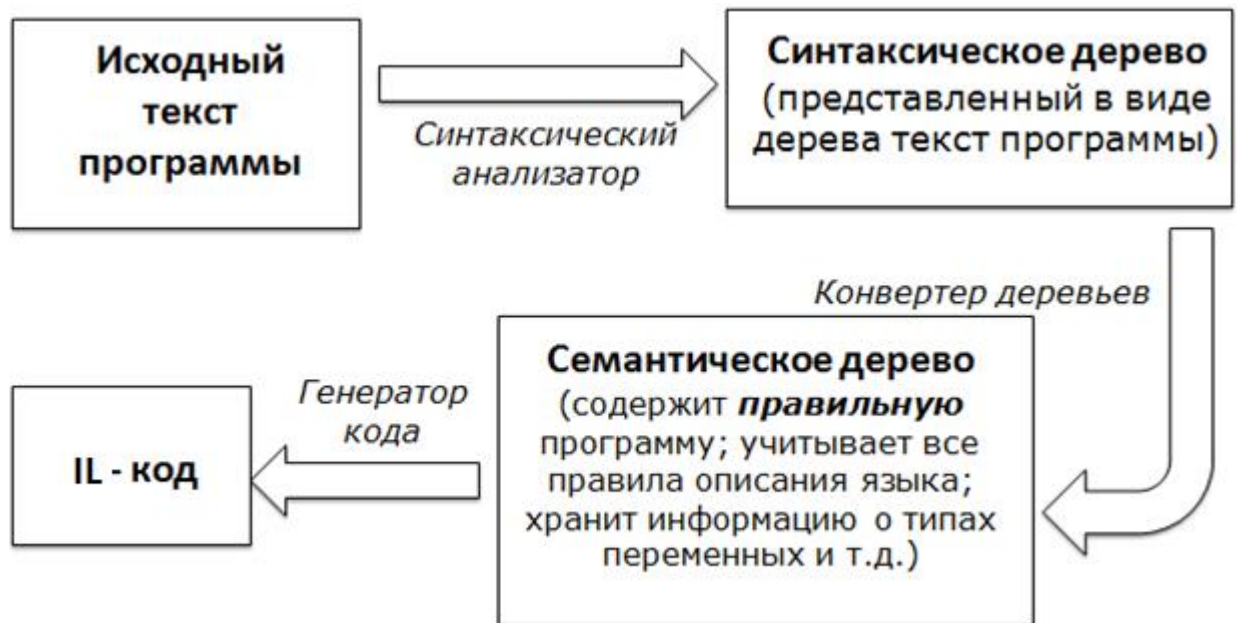 Исходный
текст
программы
Синтаксический
анализатор
Синтаксическое дерево
(представленный в виде
дерева текст программы)
Конвертер деревьев
Семантическое дерево
(содержит правильную
программу; учитывает все
правила описания языка;
хранит информацию о типах
переменных и т.д.)
Генератор
кода
IL - код